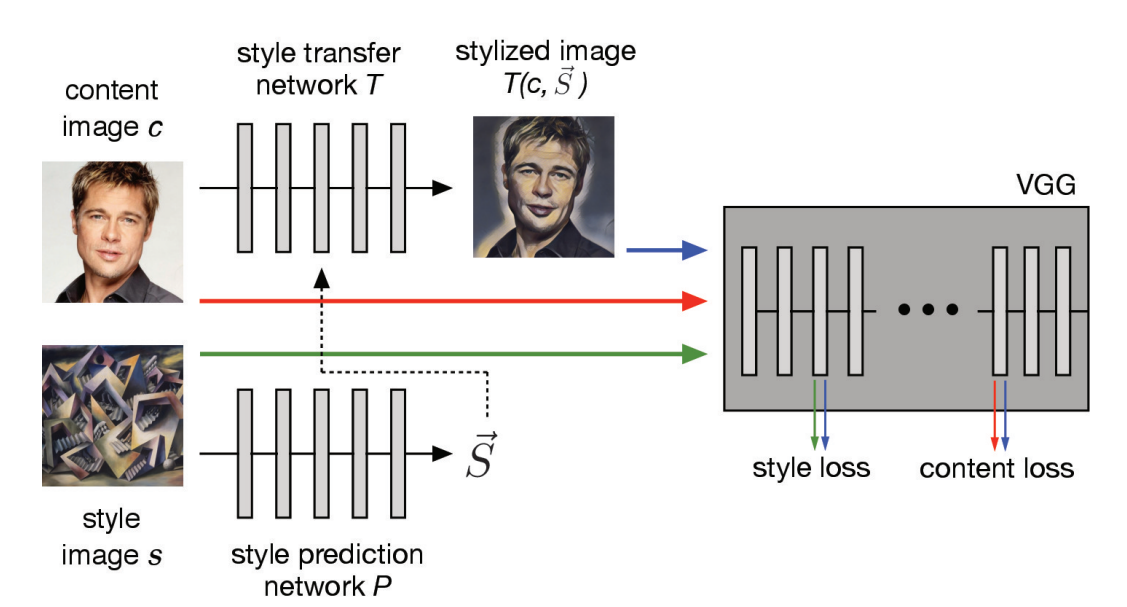 content
image c
style transfer
network T
stylized image
T(c, S⃗ )
VGG
style
image s
style prediction
network P
S⃗
style loss
content loss